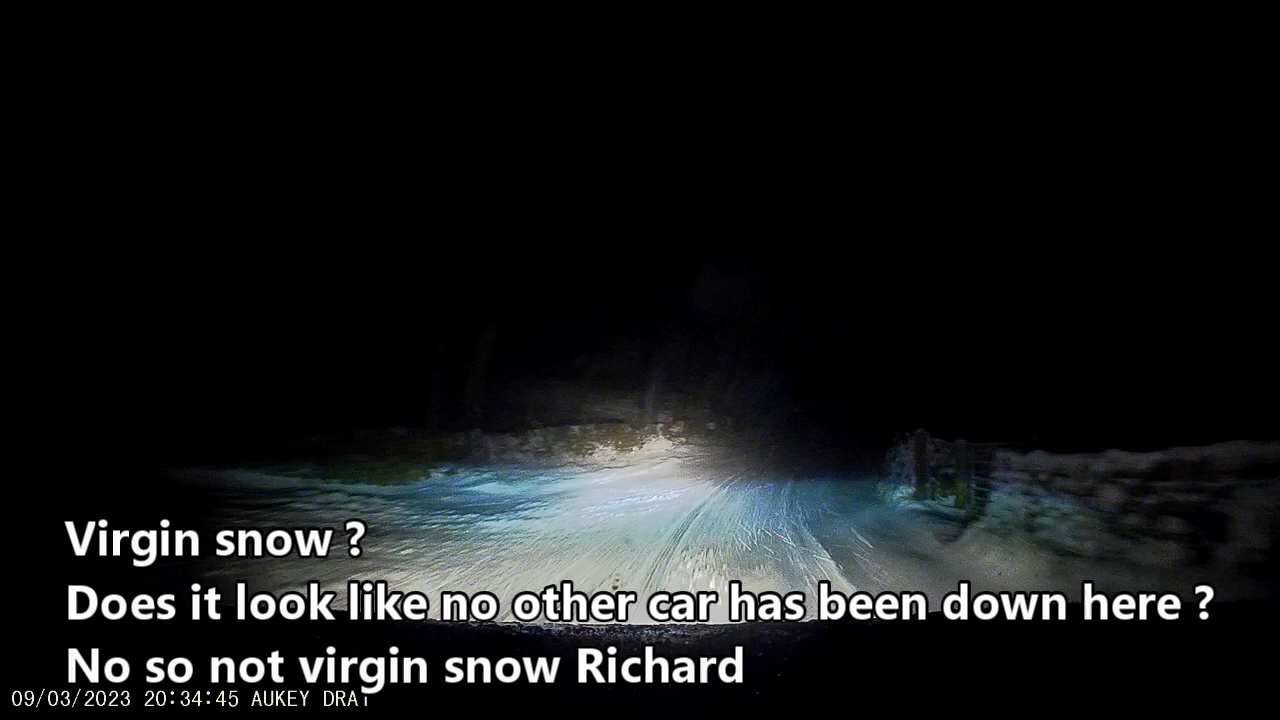 Virgin snow ?
Does it look like no other car has been down here ?
No so not virgin snow Richard
09/03/2023 20:34:45 AUKEY